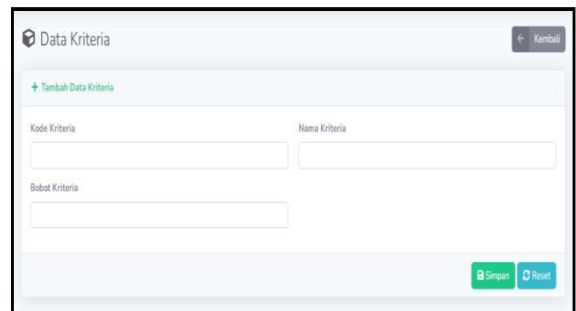 Data Kriteria
Kembali
+ Tambah Data Kriteria
Kode Kriteria
Nama Kriteria
Bobot Kriteria
Simpan
Reset